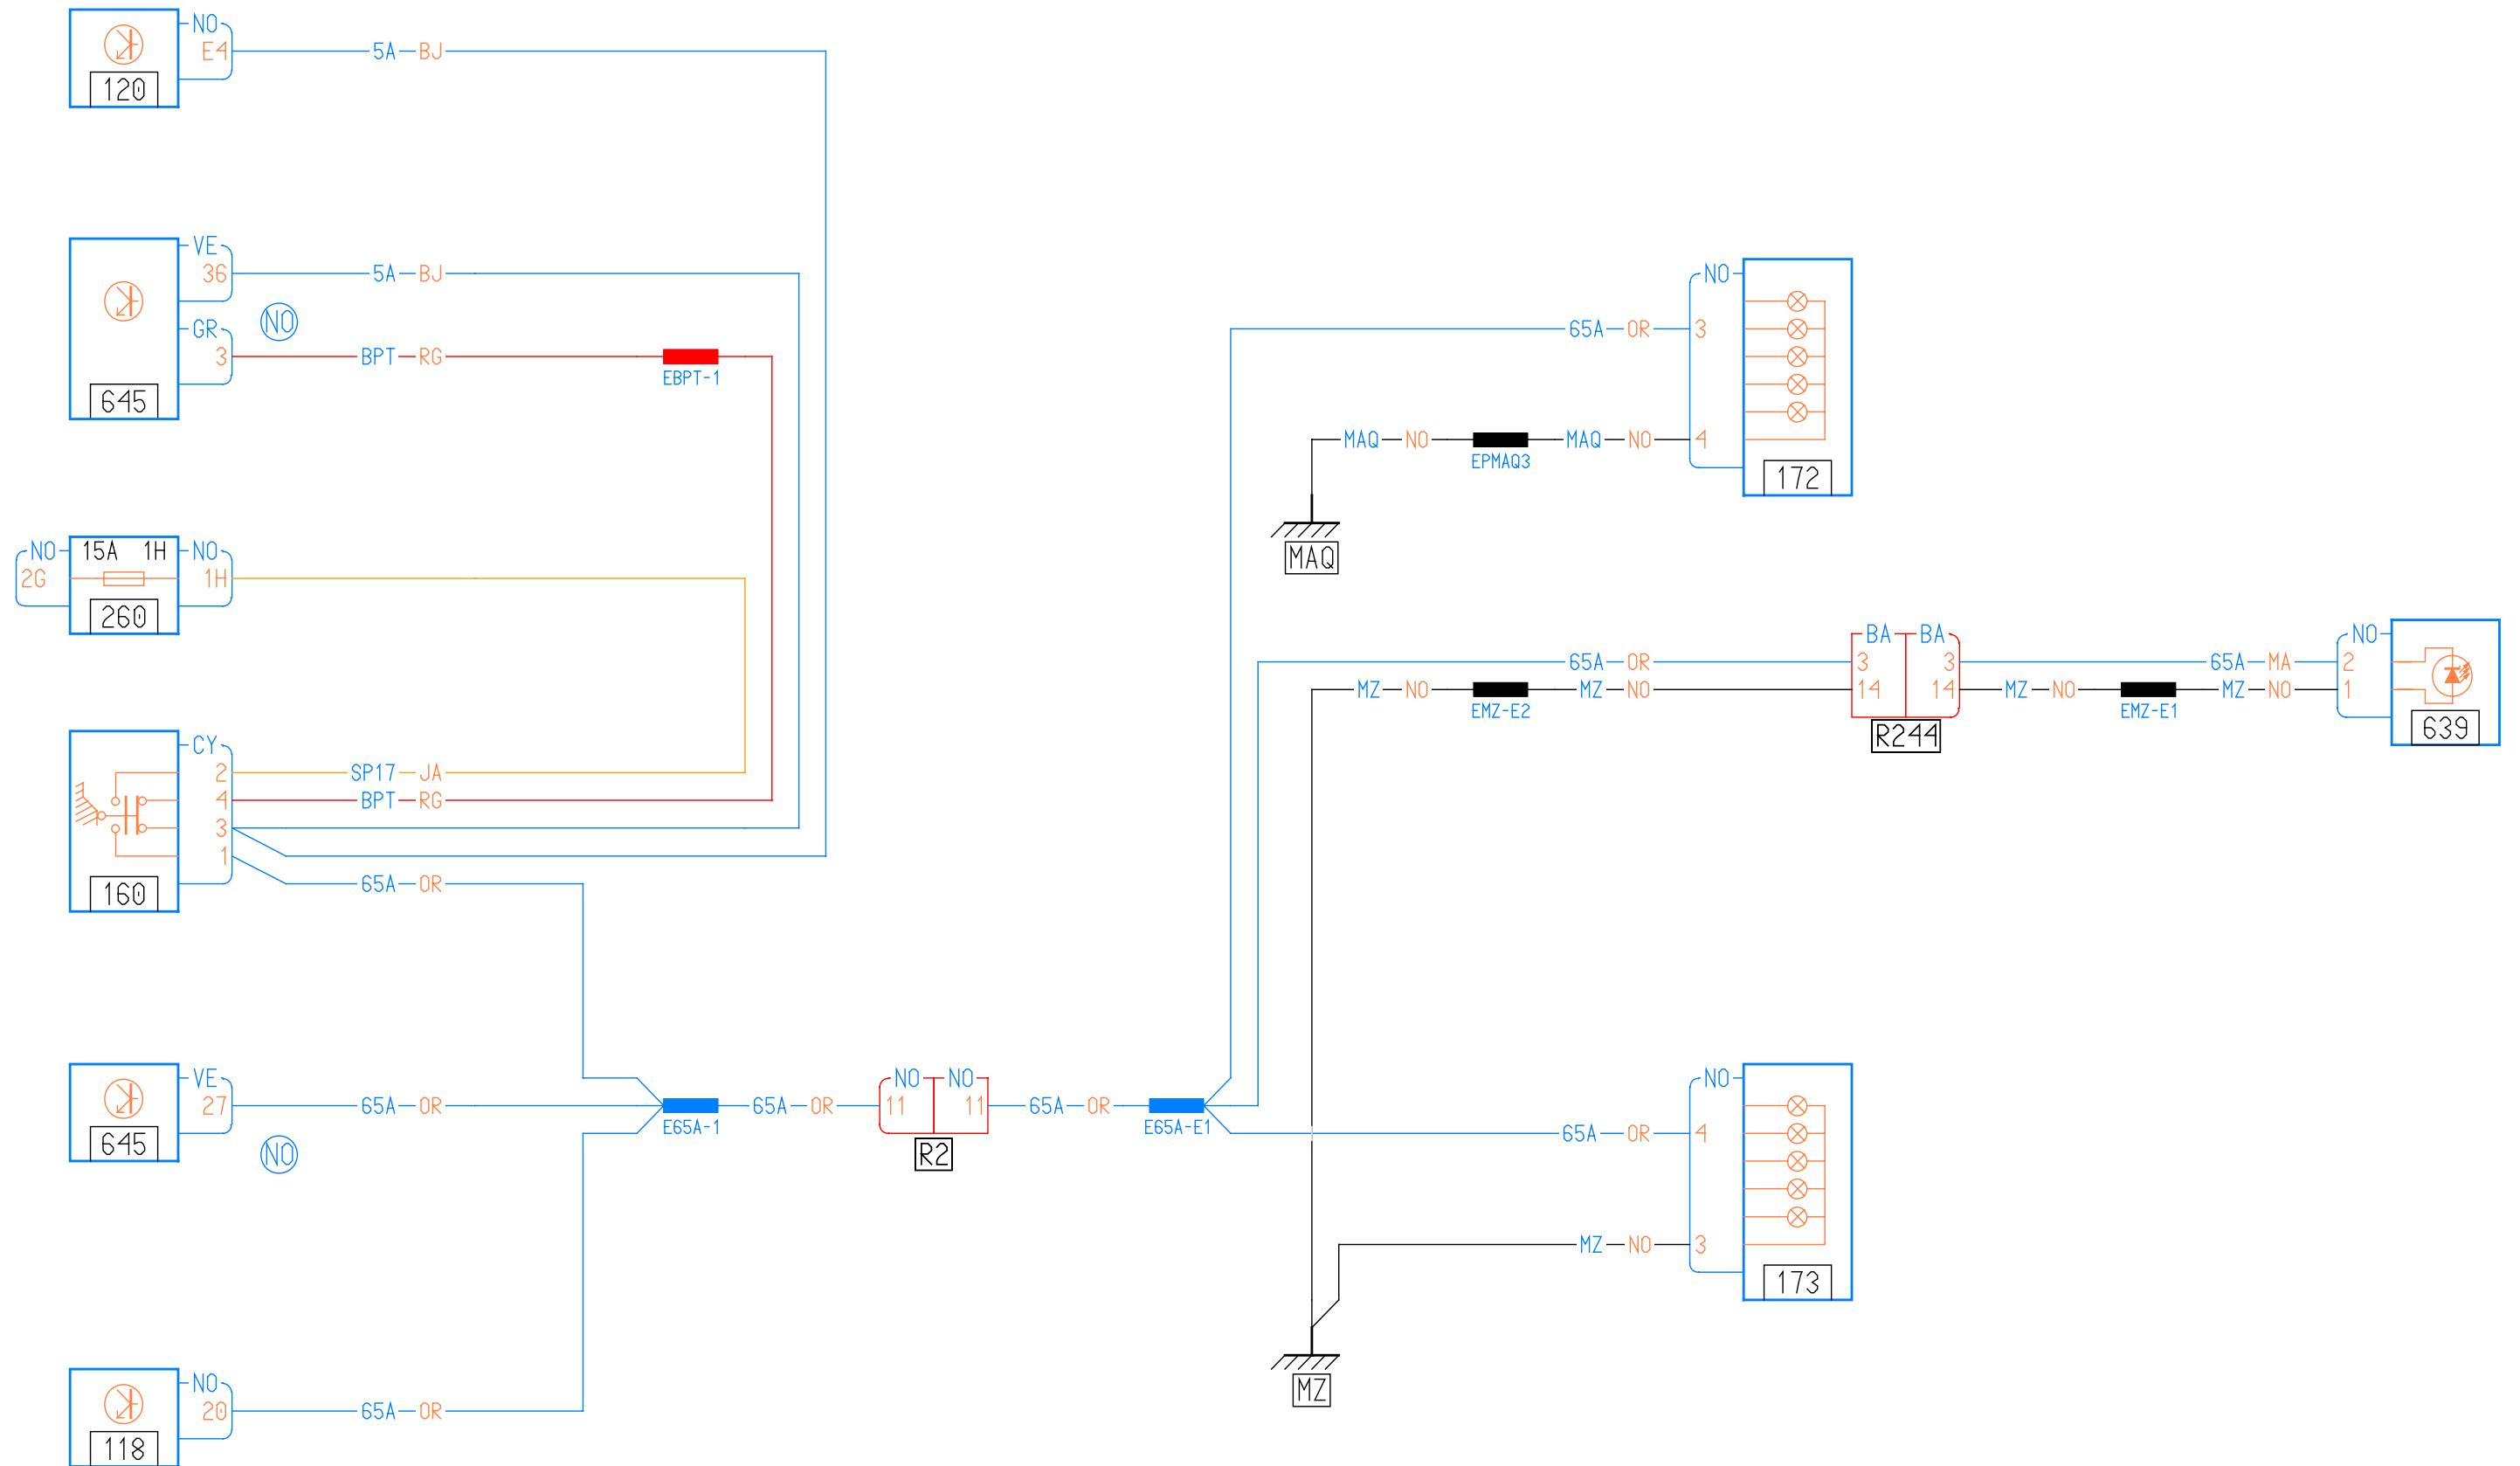 NO
E4 5A BJ
120
VE
36 5A BJ
GR NO
3 BPT RG
EBPT-1
645
NO 15A 1H NO
2G 1H
260
CY
2 SP17 JA
4 BPT RG
3
1
65A OR
160
VE
27 65A OR
E65A-1
645
NO
NO
20 65A OR
118
65A OR
NO NO
11 11
R2
65A OR
E65A-E1
NO
65A OR 3
MAQ NO MAQ NO 4
EPMAQ3
172
MAQ
BA BA
65A OR 3 3 65A MA
MZ NO MZ NO 14 14 MZ NO MZ NO
EMZ-E2
EMZ-E1
R244
NO
2
1
639
NO
65A OR 4
MZ NO 3
173
MZ